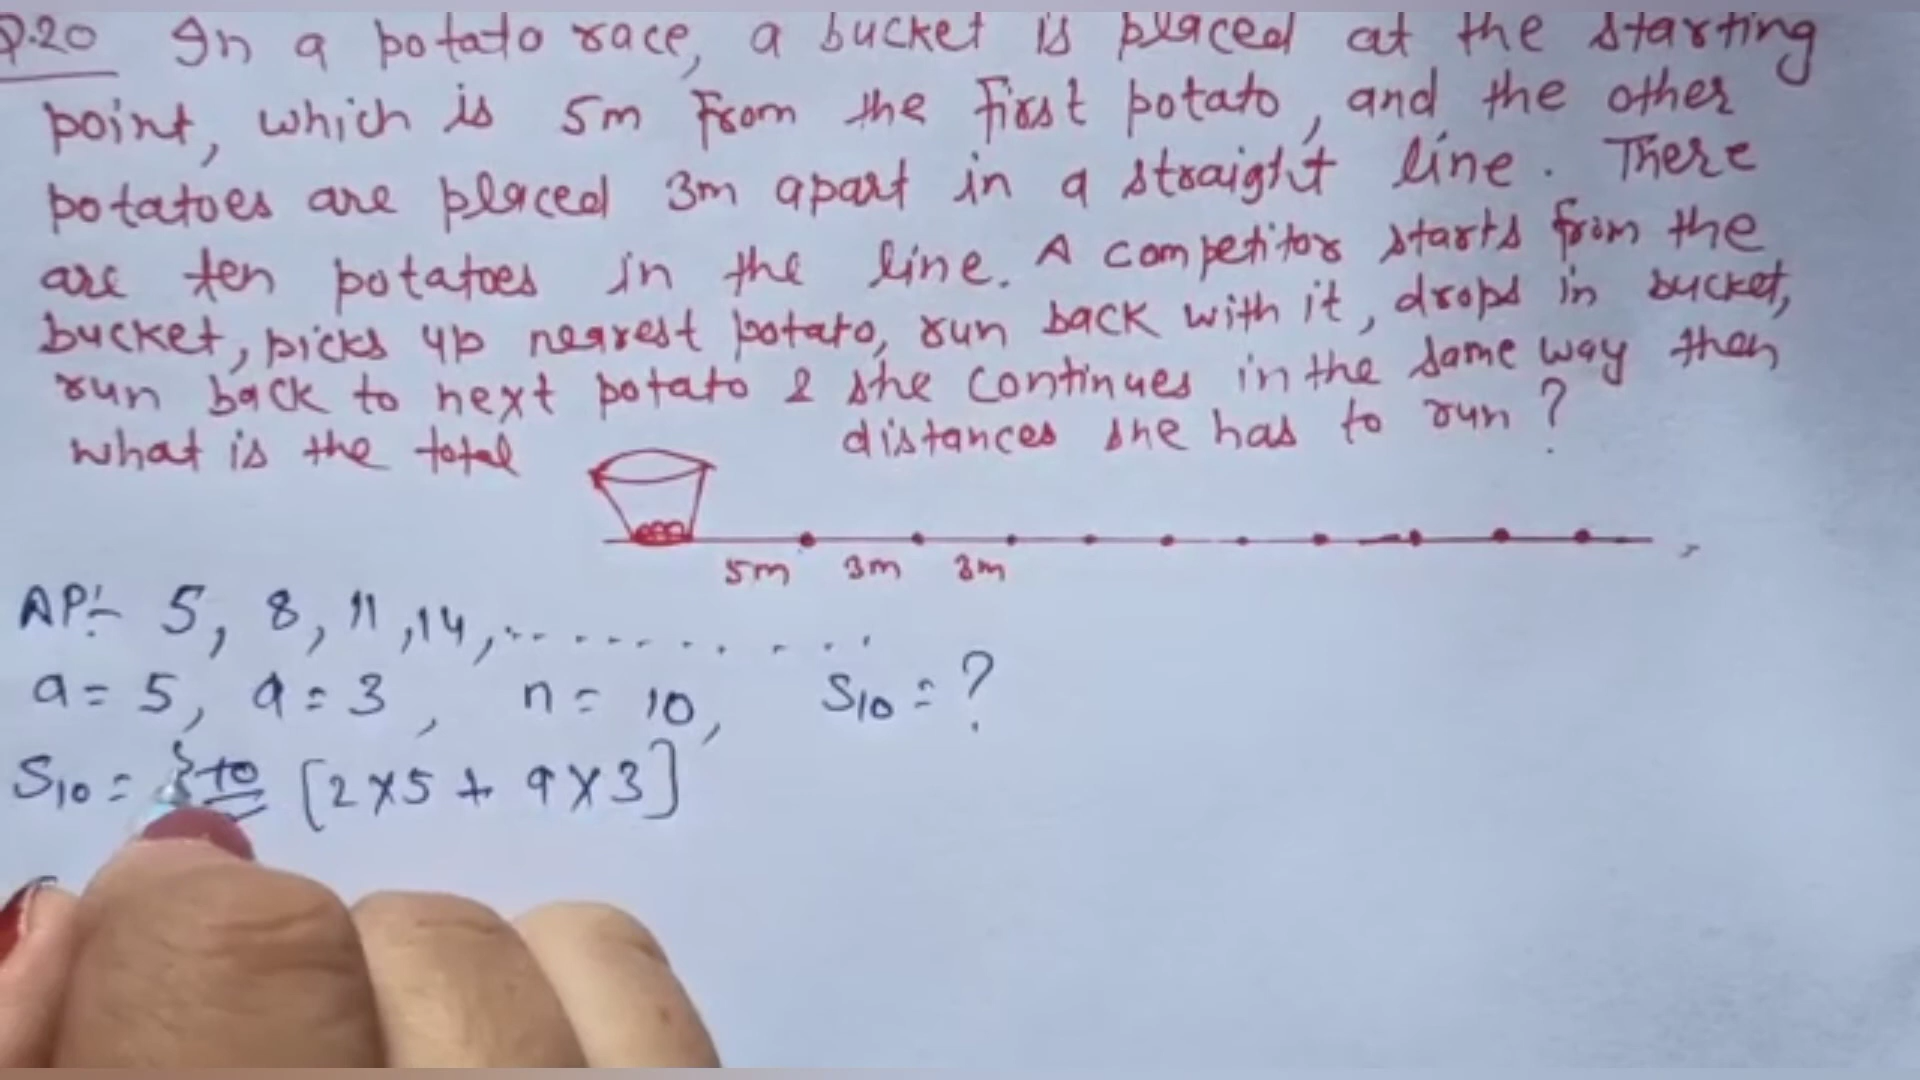 Q.20 In a potato race, a bucket is placed at the starting
point, which is 5m From the first potato, and the other
potatoes are placed 3m apart in a straight line. There
are ten potatoes in the line. A competitor starts from the
bucket, picks up nearest potato, run back with it, drops in bucket,
run back to next potato & she continues in the same way then
what is the total distances she has to run?
5m 3m 3m
AP:- 5, 8, 11, 14, ............
a = 5, d = 3, n = 10, S10 = ?
S10 = 10 [2×5 + 9×3]